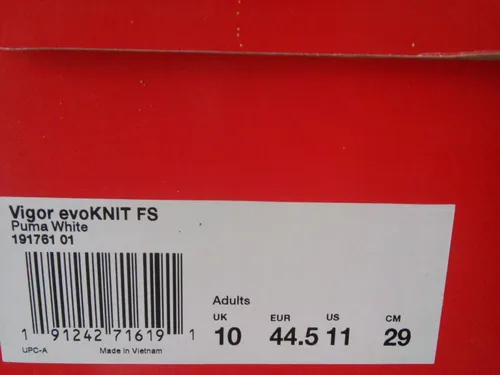 Vigor evoKNIT FS
Puma White
191761 01
Adults
UK EUR US CM
10 44.5 11 29
1 91242 71619 1
UPC-A Made in Vietnam